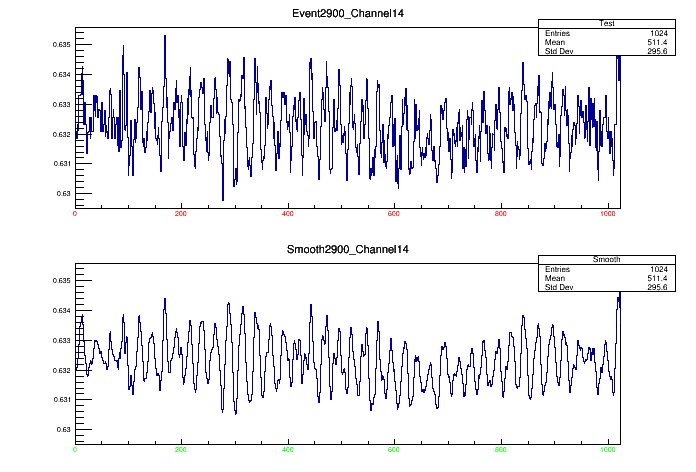 Event2900_Channel14
Test
Entries 1024
Mean 511.4
Std Dev 295.6
0.635
0.634
0.633
0.632
0.631
0.63
0 200 400 600 800 1000
Smooth2900_Channel14
Smooth
Entries 1024
Mean 511.4
Std Dev 295.6
0.635
0.634
0.633
0.632
0.631
0.63
0 200 400 600 800 1000